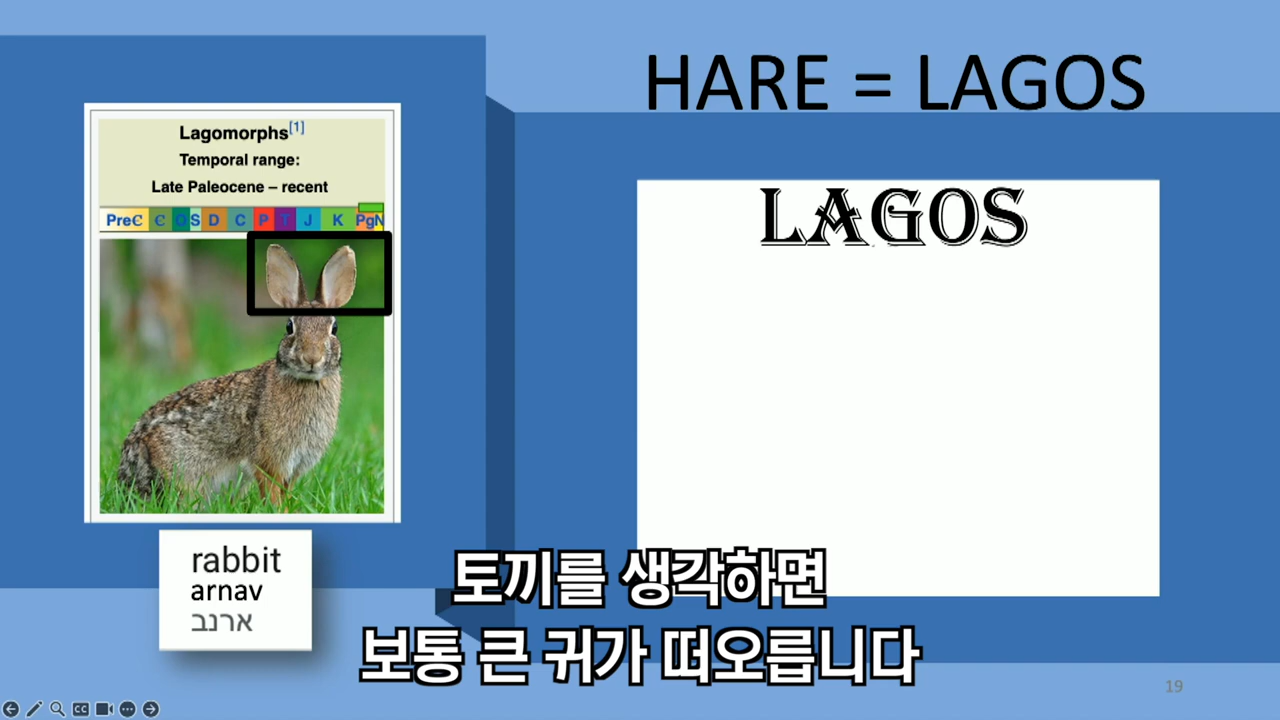 HARE = LAGOS
Lagomorphs[1]
Temporal range:
Late Paleocene – recent
PreЄ Є O S D C P T J K PgN
LAGOS
rabbit
arnav
ארנב
토끼를 생각하면
보통 큰 귀가 떠오릅니다
19
CC